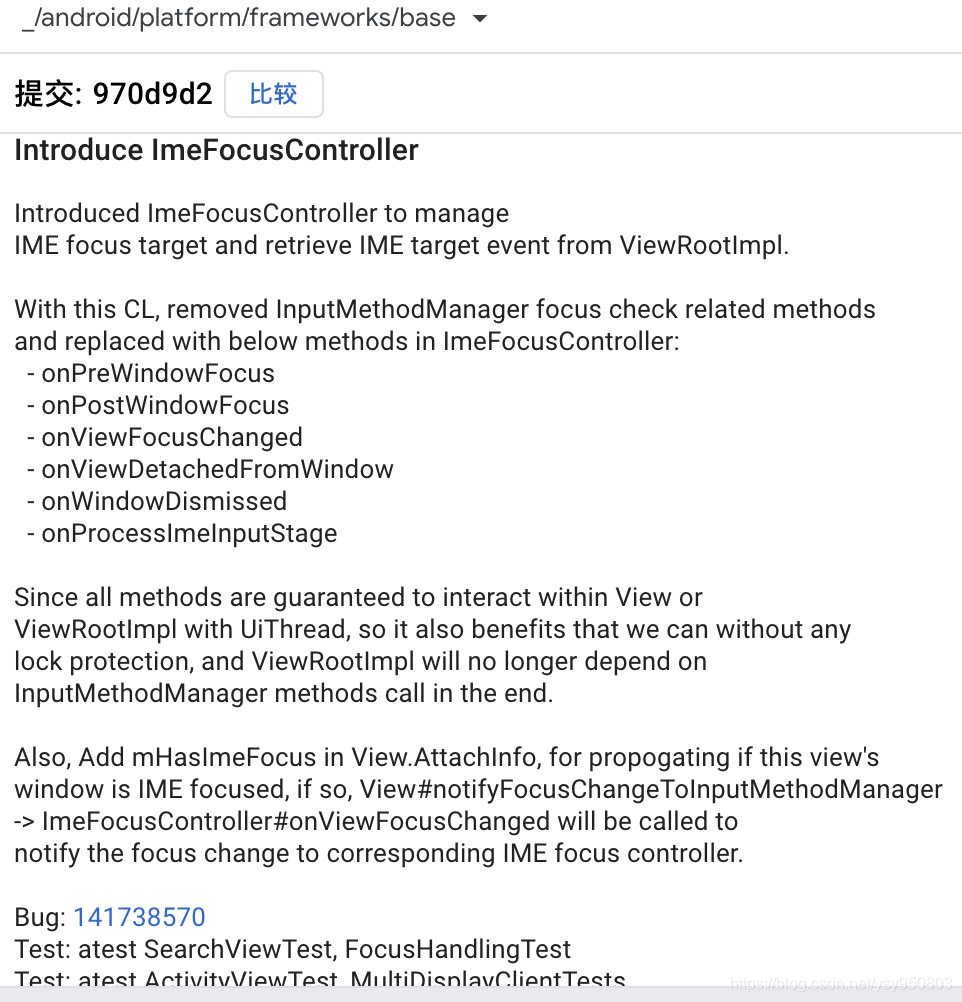 _/android/platform/frameworks/base
提交: 970d9d2 比较
Introduce ImeFocusController
Introduced ImeFocusController to manage
IME focus target and retrieve IME target event from ViewRootImpl.
With this CL, removed InputMethodManager focus check related methods
and replaced with below methods in ImeFocusController:
- onPreWindowFocus
- onPostWindowFocus
- onViewFocusChanged
- onViewDetachedFromWindow
- onWindowDismissed
- onProcessImeInputStage
Since all methods are guaranteed to interact within View or
ViewRootImpl with UiThread, so it also benefits that we can without any
lock protection, and ViewRootImpl will no longer depend on
InputMethodManager methods call in the end.
Also, Add mHasImeFocus in View.AttachInfo, for propogating if this view's
window is IME focused, if so, View#notifyFocusChangeToInputMethodManager
-> ImeFocusController#onViewFocusChanged will be called to
notify the focus change to corresponding IME focus controller.
Bug: 141738570
Test: atest SearchViewTest, FocusHandlingTest
Test: atest ActivityViewTest, MultiDisplayClientTests
https://blog.csdn.net/ysy950803